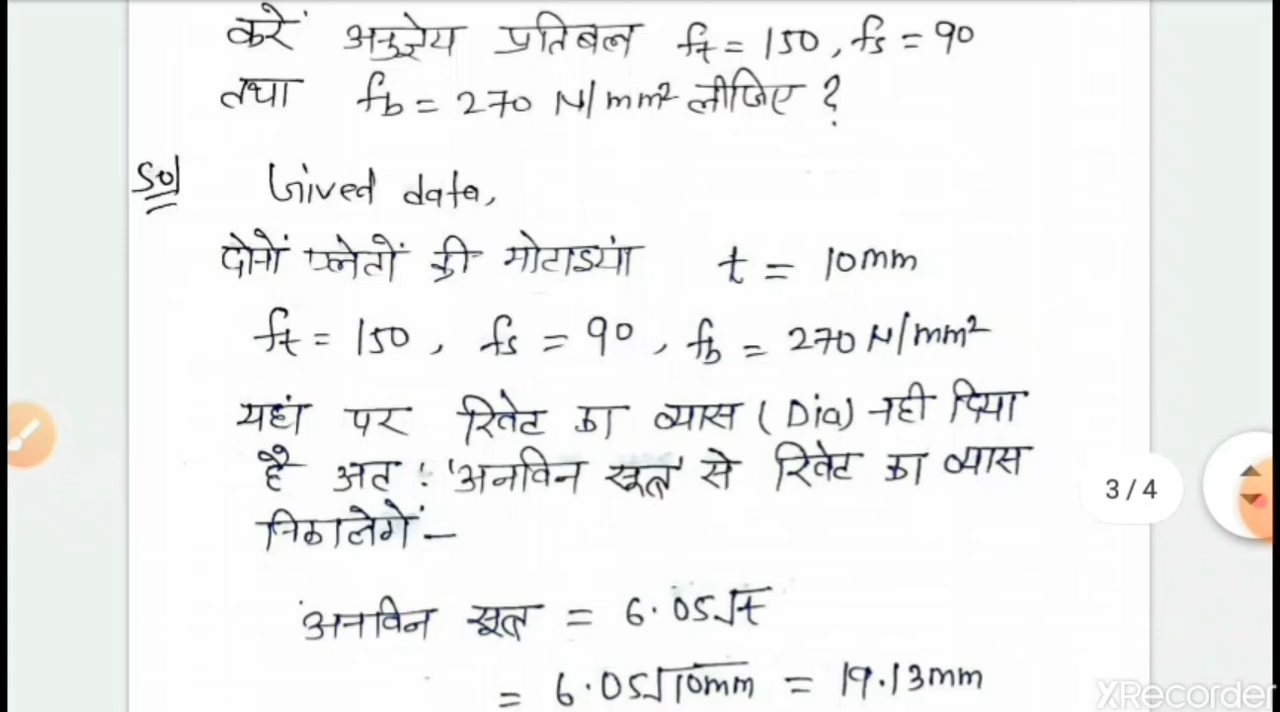 करें अनुज्ञेय प्रतिबल ft = 150, fs = 90
तथा fb = 270 N/mm² लीजिए ?
Sol Gived data,
दोनों प्लेटों की मोटाइयां t = 10mm
ft = 150, fs = 90, fb = 270 N/mm²
यहां पर रिवेट का व्यास (Dia) नही दिया
है अत: 'अनविन सूत्र' से रिवेट का व्यास
निकालेगें:-
3 / 4
अनविन सूत्र = 6.05√t
= 6.05√10mm = 19.13mm
XRecorder